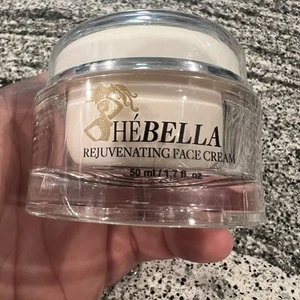 HÉBELLA
REJUVENATING FACE CREAM
50 ml / 1,7 fl. oz